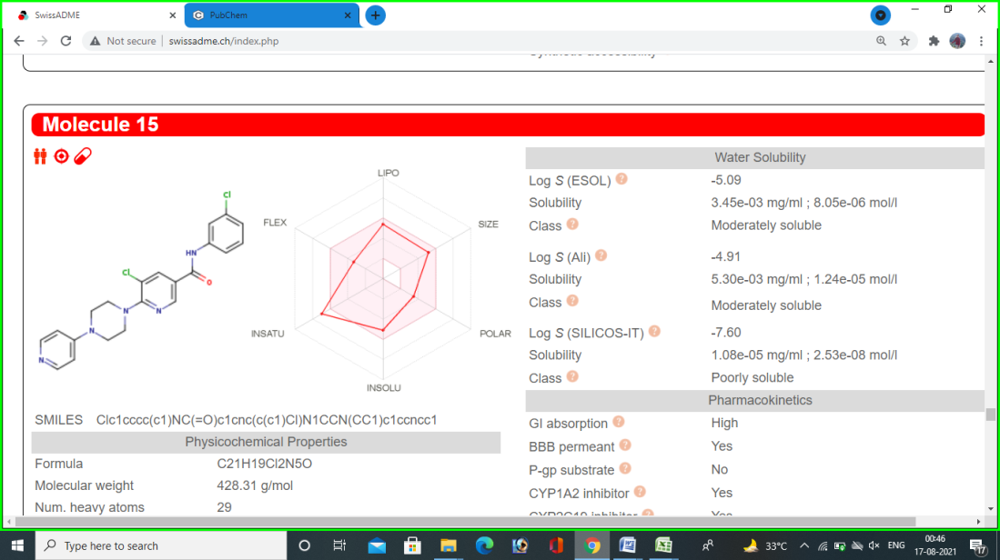 SwissADME
PubChem
Not secure
swissadme.ch/index.php
Molecule 15
LIPO
FLEX
SIZE
INSATU
POLAR
INSOLU
Cl
HN
Cl
O
N
N
N
N
SMILES Clc1cccc(c1)NC(=O)c1cnc(c(c1)Cl)N1CCN(CC1)c1ccncc1
Physicochemical Properties
Formula C21H19Cl2N5O
Molecular weight 428.31 g/mol
Num. heavy atoms 29
Water Solubility
Log S (ESOL) ? -5.09
Solubility 3.45e-03 mg/ml ; 8.05e-06 mol/l
Class ? Moderately soluble
Log S (Ali) ? -4.91
Solubility 5.30e-03 mg/ml ; 1.24e-05 mol/l
Class ? Moderately soluble
Log S (SILICOS-IT) ? -7.60
Solubility 1.08e-05 mg/ml ; 2.53e-08 mol/l
Class ? Poorly soluble
Pharmacokinetics
GI absorption ? High
BBB permeant ? Yes
P-gp substrate ? No
CYP1A2 inhibitor ? Yes
Type here to search
33°C
ENG
00:46
17-08-2021
17